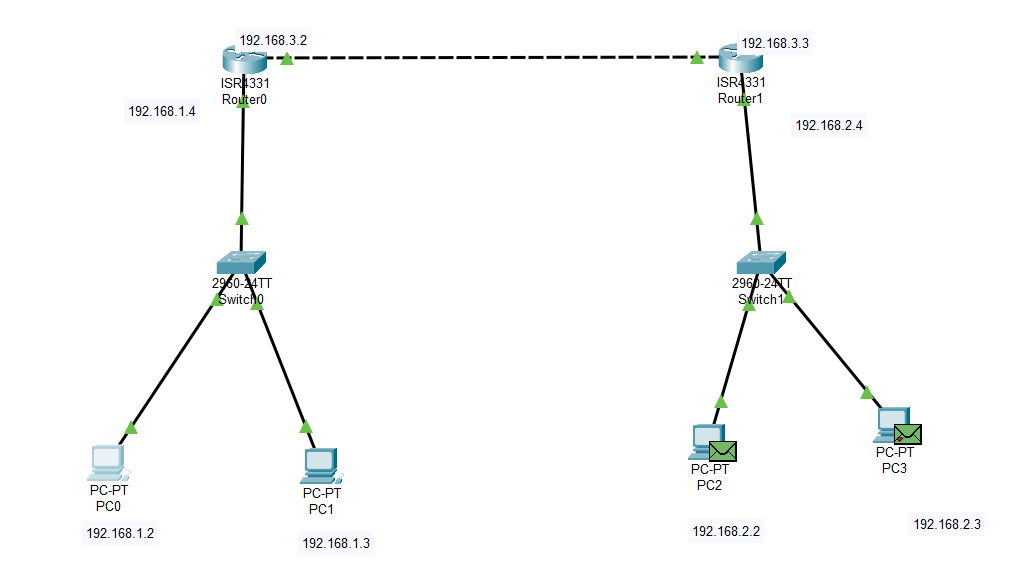 192.168.3.2
192.168.3.3
ISR4331
Router0
ISR4331
Router1
192.168.1.4
192.168.2.4
2960-24TT
Switch0
2960-24TT
Switch1
PC-PT
PC0
PC-PT
PC1
PC-PT
PC2
PC-PT
PC3
192.168.1.2
192.168.1.3
192.168.2.2
192.168.2.3